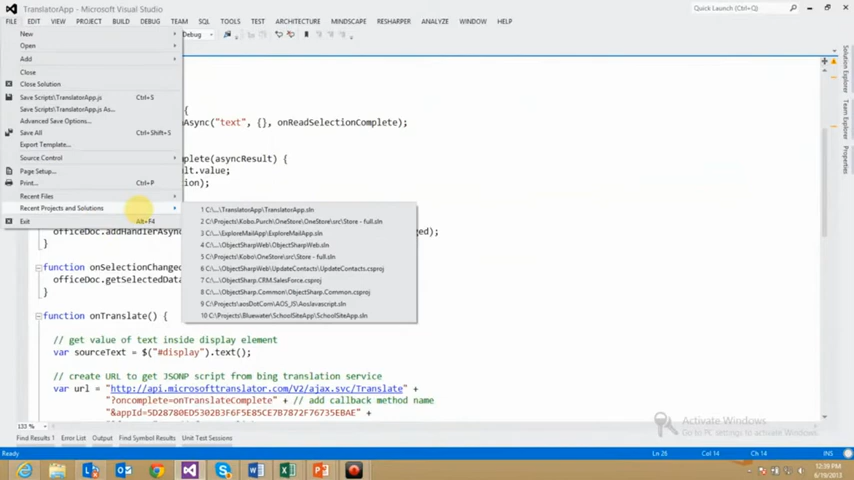 TranslatorApp - Microsoft Visual Studio
Quick Launch (Ctrl+Q)
FILE EDIT VIEW PROJECT BUILD DEBUG TEAM SQL TOOLS TEST ARCHITECTURE MINDSCAPE RESHARPER ANALYZE WINDOW HELP
New
Debug
Open
Add
Close
Close Solution
Save Scripts\TranslatorApp.js Ctrl+S
Save Scripts\TranslatorApp.js As...
Advanced Save Options...
Save All Ctrl+Shift+S
Export Template...
Source Control
Page Setup...
Print... Ctrl+P
Recent Files
Recent Projects and Solutions
Exit Alt+F4
1 C:\...\TranslatorApp\TranslatorApp.sln
2 C:\Projects\Kobo.Purch\OneStore\OneStore\src\Store - full.sln
3 C:\...\ExploreMailApp\ExploreMailApp.sln
4 C:\...\ObjectSharpWeb\ObjectSharpWeb.sln
5 C:\Projects\Kobo\OneStore\src\Store - full.sln
6 C:\...\ObjectSharpWeb\UpdateContacts\UpdateContacts.csproj
7 C:\...\ObjectSharp.CRM.SalesForce.csproj
8 C:\...\ObjectSharp.Common\ObjectSharp.Common.csproj
9 C:\Projects\aosDotCom\AOS_JS\AosJavascript.sln
10 C:\Projects\Bluewater\SchoolSiteApp\SchoolSiteApp.sln
{
Async("text", {}, onReadSelectionComplete);
plete(asyncResult) {
lt.value;
ion);
officeDoc.addHandlerAsync
ed);
}
function onSelectionChanged
officeDoc.getSelectedData
}
function onTranslate() {
// get value of text inside display element
var sourceText = $("#display").text();
// create URL to get JSONP script from bing translation service
var url = "http://api.microsofttranslator.com/V2/ajax.svc/Translate" +
"?oncomplete=onTranslateComplete" + // add callback method name
"&appId=5D28780ED5302B3F6F5E85CE7B7872F76735EBAE" +
Solution Explorer
Team Explorer
Properties
Activate Windows
Go to PC settings to activate Windows.
133 %
Find Results 1 Error List Output Find Symbol Results Unit Test Sessions
Ready Ln 26 Col 14 Ch 14 INS
12:39 PM
6/19/2013